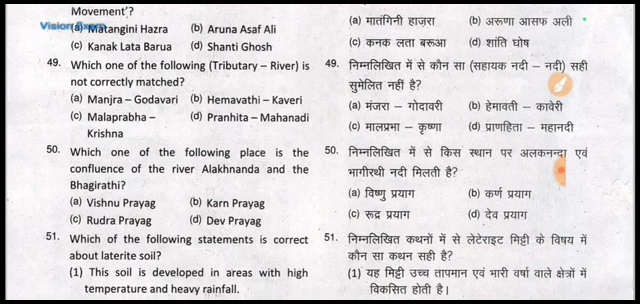 Movement'?
Vision Exam
(a) Matangini Hazra (b) Aruna Asaf Ali
(c) Kanak Lata Barua (d) Shanti Ghosh
49. Which one of the following (Tributary – River) is
not correctly matched?
(a) Manjra – Godavari (b) Hemavathi – Kaveri
(c) Malaprabha – (d) Pranhita – Mahanadi
Krishna
50. Which one of the following place is the
confluence of the river Alakhnanda and the
Bhagirathi?
(a) Vishnu Prayag (b) Karn Prayag
(c) Rudra Prayag (d) Dev Prayag
51. Which of the following statements is correct
about laterite soil?
(1) This soil is developed in areas with high
temperature and heavy rainfall.
(a) मातंगिनी हाज़रा (b) अरूणा आसफ अली
(c) कनक लता बरूआ (d) शांति घोष
49. निम्नलिखित में से कौन सा (सहायक नदी – नदी) सही
सुमेलित नहीं है?
(a) मंजरा – गोदावरी (b) हेमावती – कावेरी
(c) मालप्रभा – कृष्णा (d) प्राणहिता – महानदी
50. निम्नलिखित में से किस स्थान पर अलकनन्दा एवं
भागीरथी नदी मिलती है?
(a) विष्णु प्रयाग (b) कर्ण प्रयाग
(c) रूद्र प्रयाग (d) देव प्रयाग
51. निम्नलिखित कथनों में से लेटेराइट मिट्टी के विषय में
कौन सा कथन सही है?
(1) यह मिट्टी उच्च तापमान एवं भारी वर्षा वाले क्षेत्रों में
विकसित होती है।